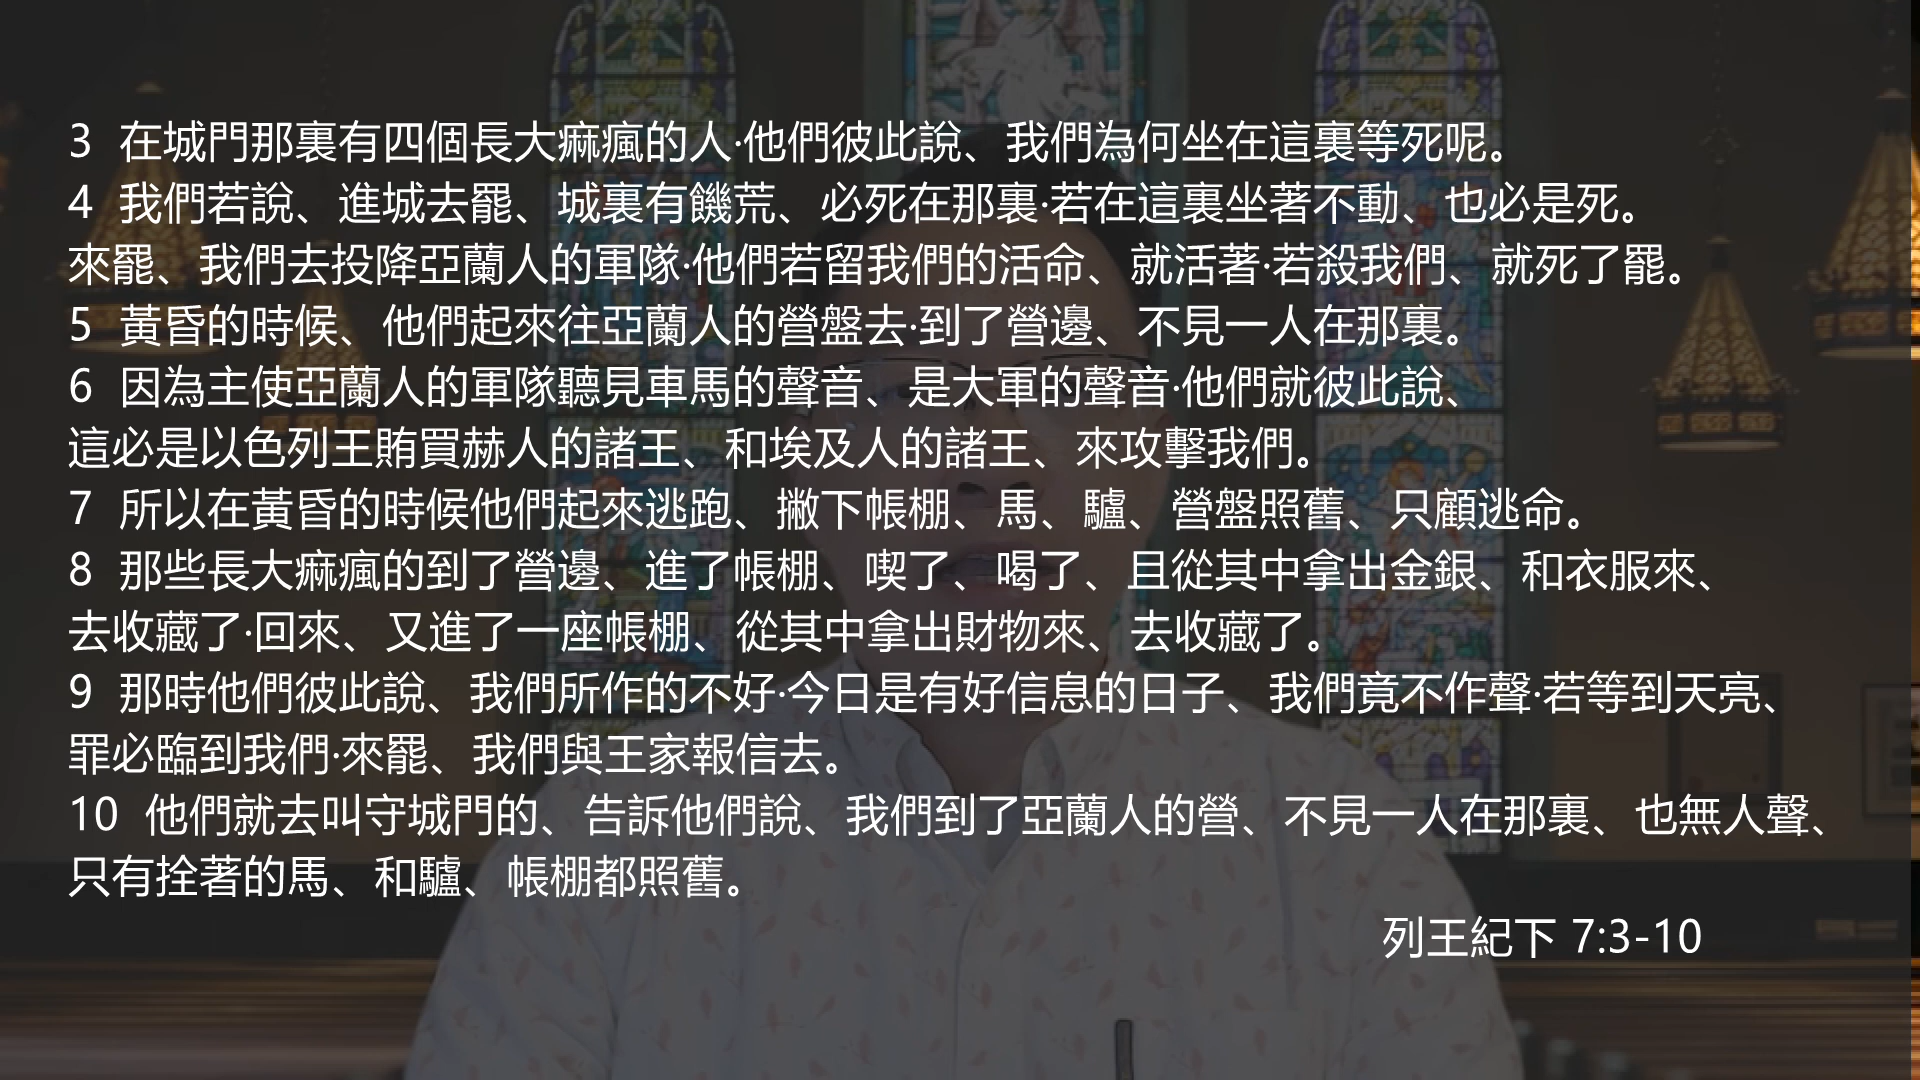 3 在城門那裏有四個長大痲瘋的人·他們彼此說、我們為何坐在這裏等死呢。
4 我們若說、進城去罷、城裏有饑荒、必死在那裏·若在這裏坐著不動、也必是死。
來罷、我們去投降亞蘭人的軍隊·他們若留我們的活命、就活著·若殺我們、就死了罷。
5 黃昏的時候、他們起來往亞蘭人的營盤去·到了營邊、不見一人在那裏。
6 因為主使亞蘭人的軍隊聽見車馬的聲音、是大軍的聲音·他們就彼此說、
這必是以色列王賄買赫人的諸王、和埃及人的諸王、來攻擊我們。
7 所以在黃昏的時候他們起來逃跑、撇下帳棚、馬、驢、營盤照舊、只顧逃命。
8 那些長大痲瘋的到了營邊、進了帳棚、喫了、喝了、且從其中拿出金銀、和衣服來、
去收藏了·回來、又進了一座帳棚、從其中拿出財物來、去收藏了。
9 那時他們彼此說、我們所作的不好·今日是有好信息的日子、我們竟不作聲·若等到天亮、
罪必臨到我們·來罷、我們與王家報信去。
10 他們就去叫守城門的、告訴他們說、我們到了亞蘭人的營、不見一人在那裏、也無人聲、
只有拴著的馬、和驢、帳棚都照舊。
列王紀下 7:3-10